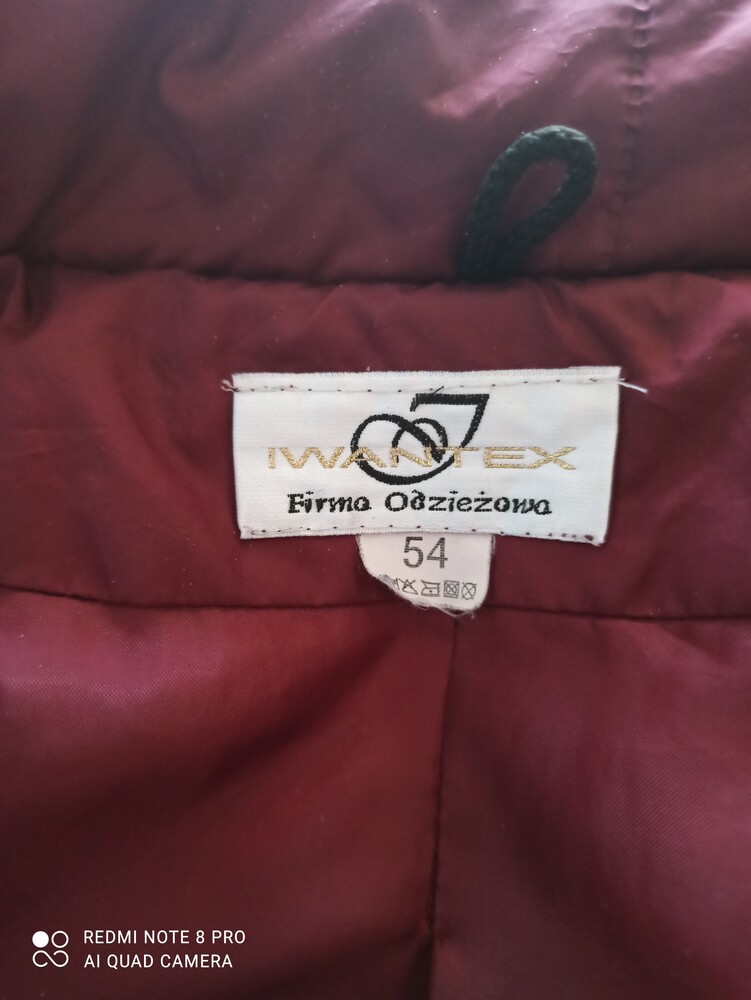 IWANTEX
Firma Odzieżowa
54
REDMI NOTE 8 PRO
AI QUAD CAMERA